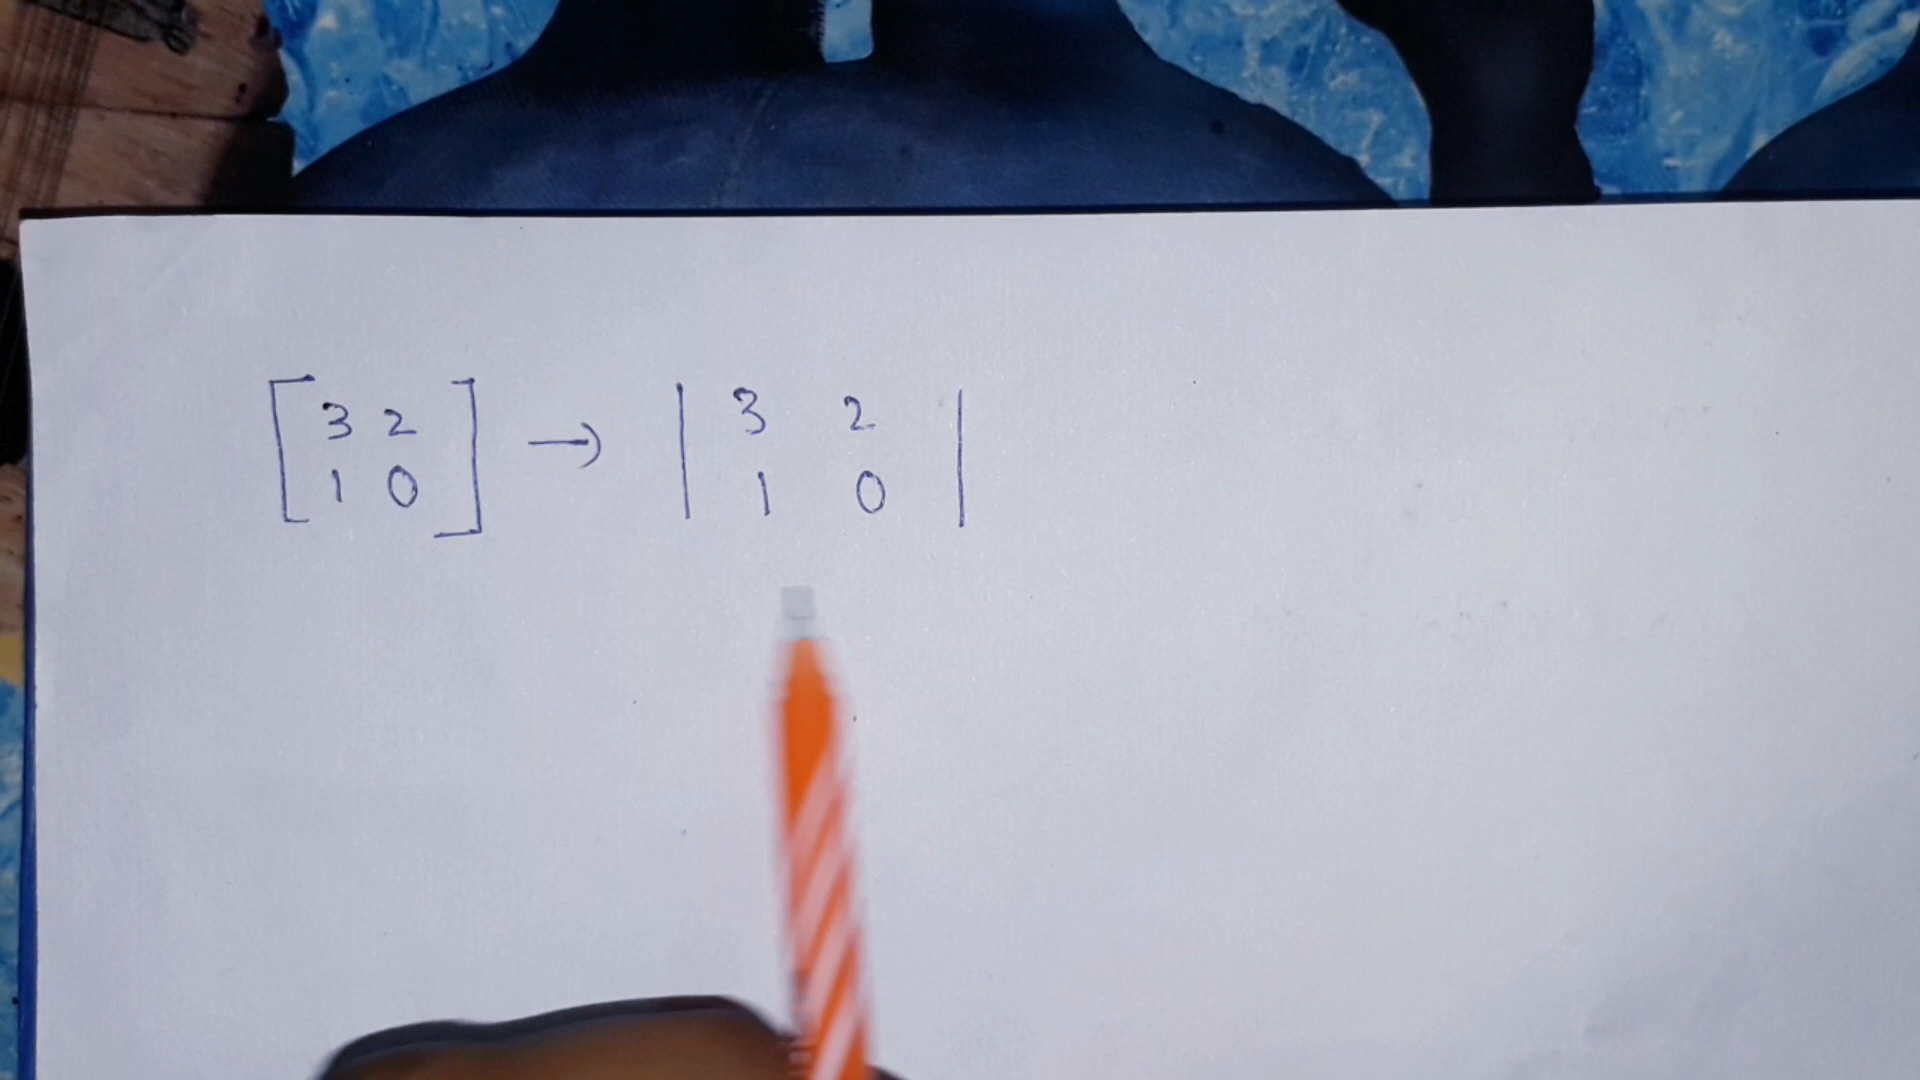 [3 2] → |3 2|
[1 0] |1 0|